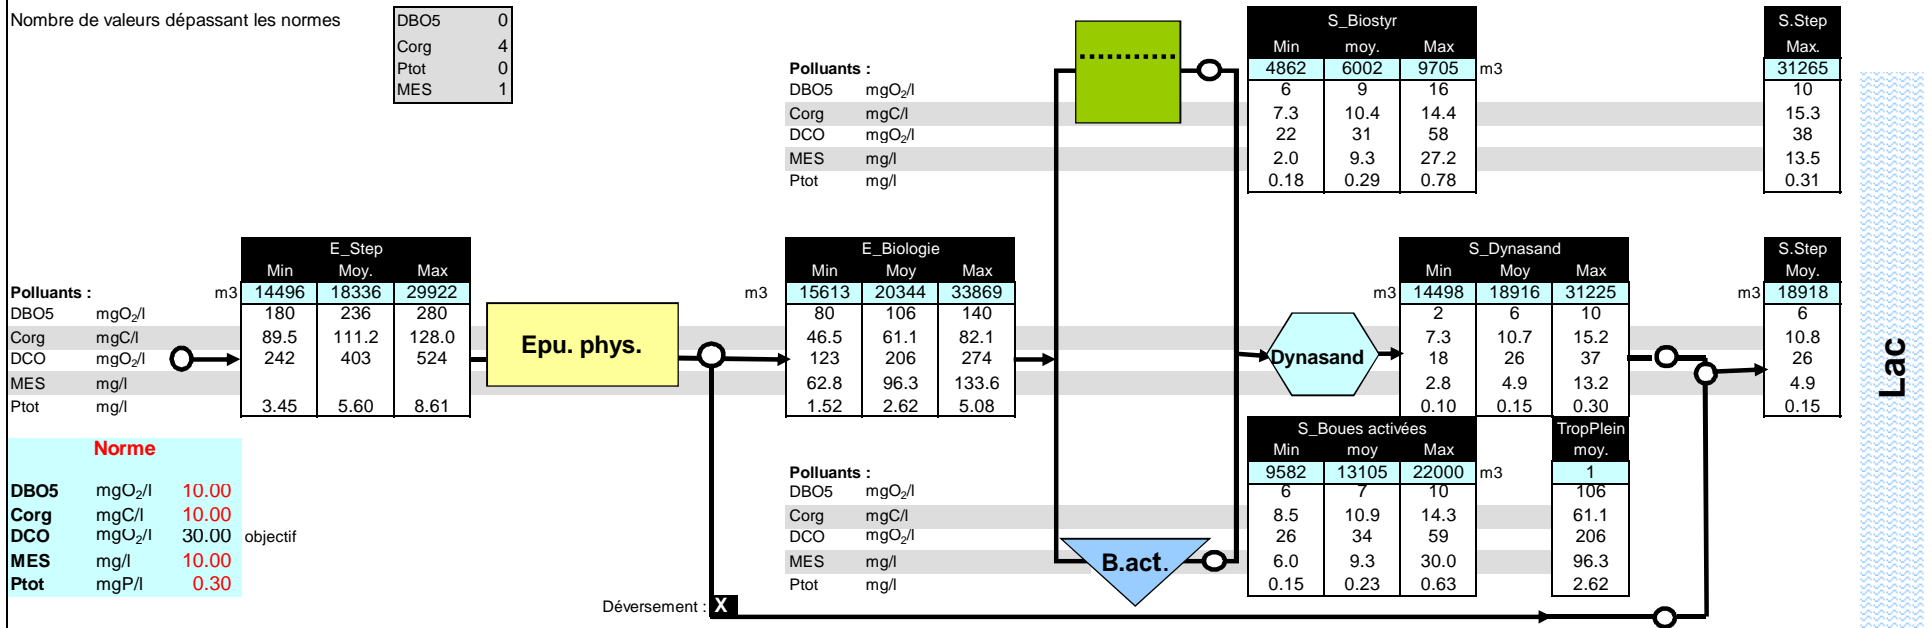 Nombre de valeurs dépassant les normes
DBO5 0
Corg 4
Ptot 0
MES 1
S_Biostyr
Min moy. Max
Polluants : 4862 6002 9705 m3
DBO5 mgO2/l 6 9 16
Corg mgC/l 7.3 10.4 14.4
DCO mgO2/l 22 31 58
MES mg/l 2.0 9.3 27.2
Ptot mg/l 0.18 0.29 0.78
S.Step
Max.
31265
10
15.3
38
13.5
0.31
E_Step
Min Moy. Max
Polluants : m3 14496 18336 29922
DBO5 mgO2/l 180 236 280
Corg mgC/l 89.5 111.2 128.0
DCO mgO2/l 242 403 524
MES mg/l
Ptot mg/l 3.45 5.60 8.61
Epu. phys.
E_Biologie
Min Moy Max
m3 15613 20344 33869
80 106 140
46.5 61.1 82.1
123 206 274
62.8 96.3 133.6
1.52 2.62 5.08
Dynasand
S_Dynasand
Min Moy Max
m3 14498 18916 31225
2 6 10
7.3 10.7 15.2
18 26 37
2.8 4.9 13.2
0.10 0.15 0.30
S.Step
Moy.
m3 18918
6
10.8
26
4.9
0.15
Lac
Norme
DBO5 mgO2/l 10.00
Corg mgC/l 10.00
DCO mgO2/l 30.00 objectif
MES mg/l 10.00
Ptot mgP/l 0.30
S_Boues activées
Min moy Max
Polluants : 9582 13105 22000 m3
DBO5 mgO2/l 6 7 10
Corg mgC/l 8.5 10.9 14.3
DCO mgO2/l 26 34 59
MES mg/l 6.0 9.3 30.0
Ptot mg/l 0.15 0.23 0.63
B.act.
TropPlein
moy.
1
106
61.1
206
96.3
2.62
Déversement : X